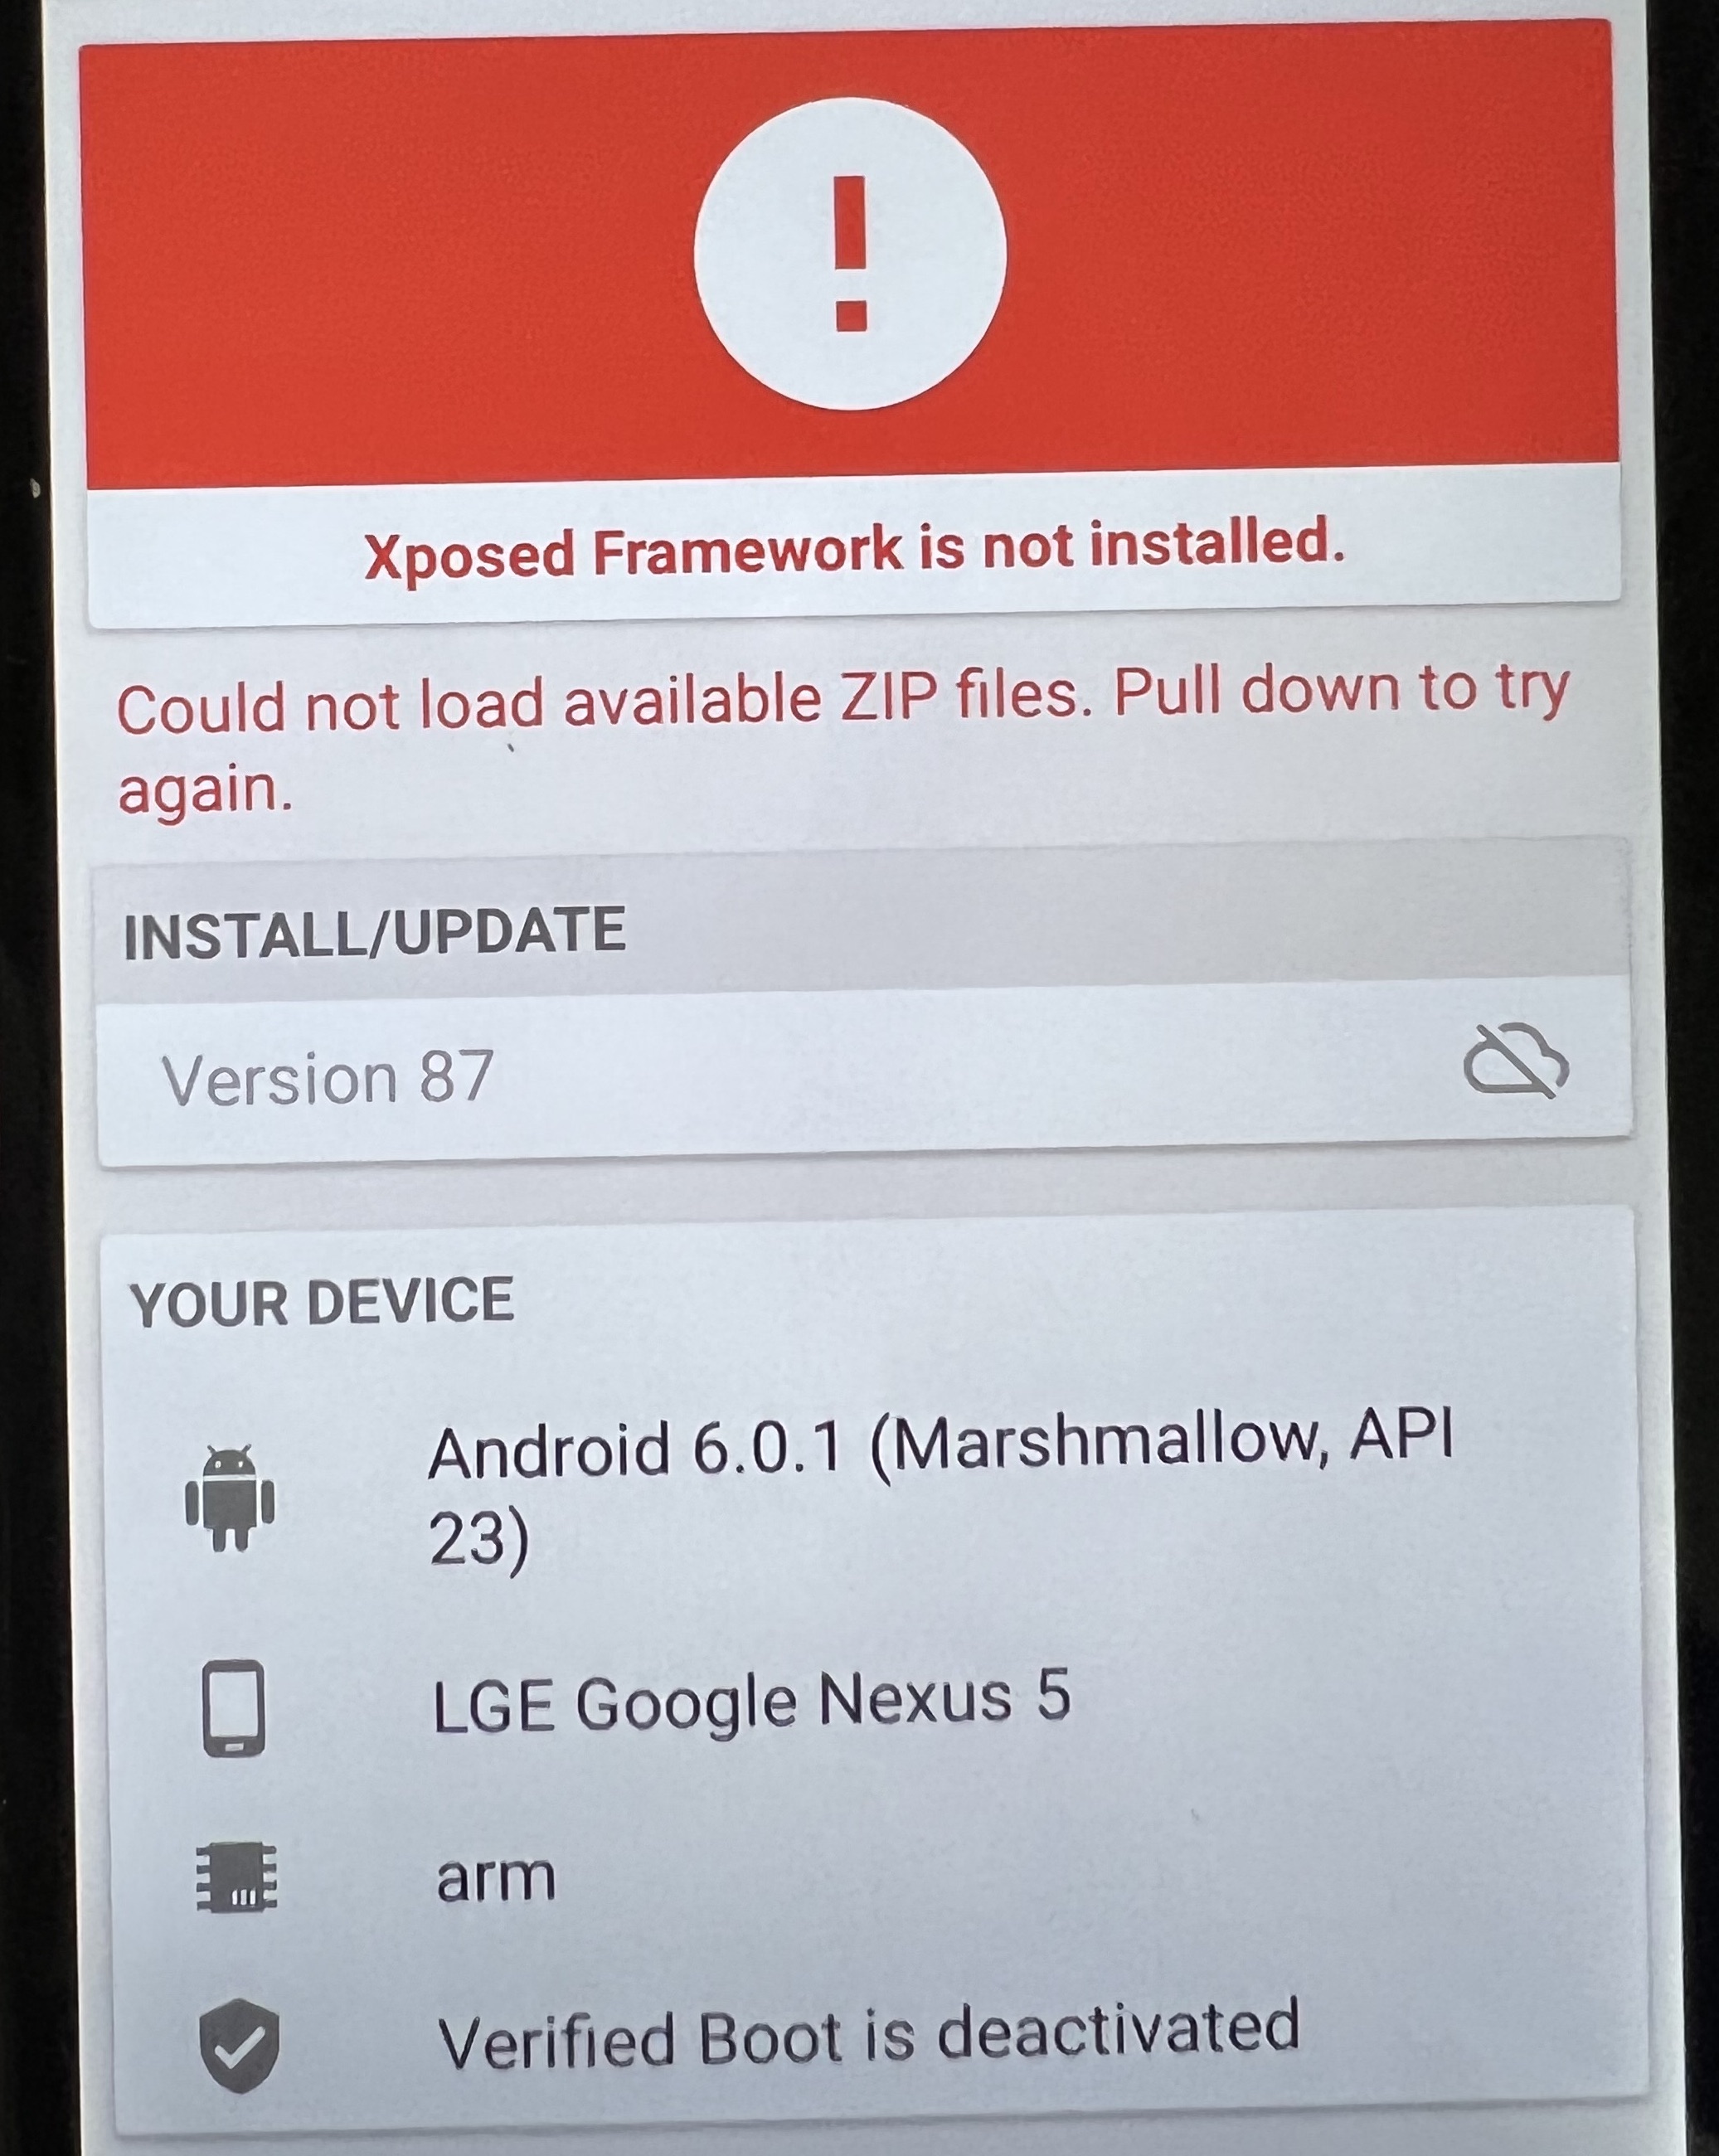 Xposed Framework is not installed.
Could not load available ZIP files. Pull down to try
again.
INSTALL/UPDATE
Version 87
YOUR DEVICE
Android 6.0.1 (Marshmallow, API
23)
LGE Google Nexus 5
arm
Verified Boot is deactivated